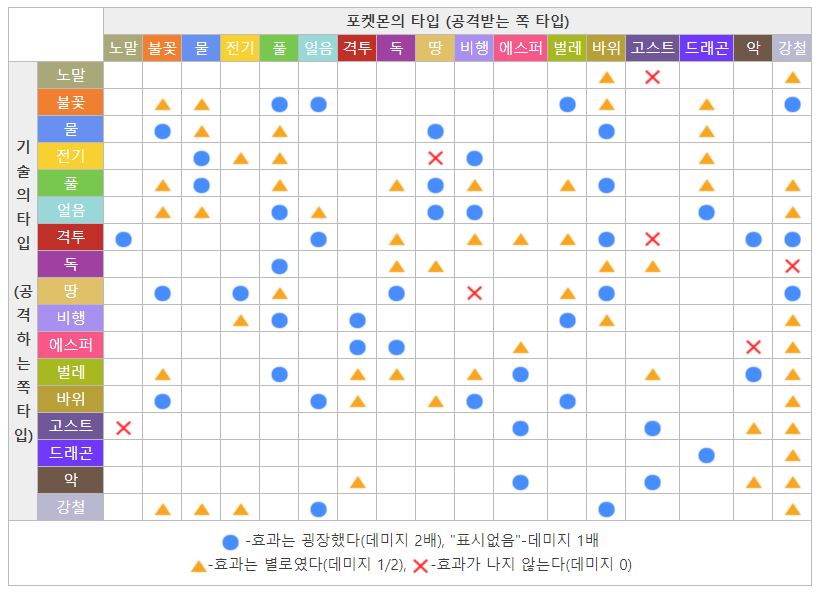 포켓몬의 타입 (공격받는 쪽 타입)
노말 불꽃 물 전기 풀 얼음 격투 독 땅 비행 에스퍼 벌레 바위 고스트 드래곤 악 강철
기술의 타입 (공격하는 쪽 타입)
노말
불꽃
물
전기
풀
얼음
격투
독
땅
비행
에스퍼
벌레
바위
고스트
드래곤
악
강철
-효과는 굉장했다(데미지 2배), "표시없음"-데미지 1배
-효과는 별로였다(데미지 1/2), -효과가 나지 않는다(데미지 0)